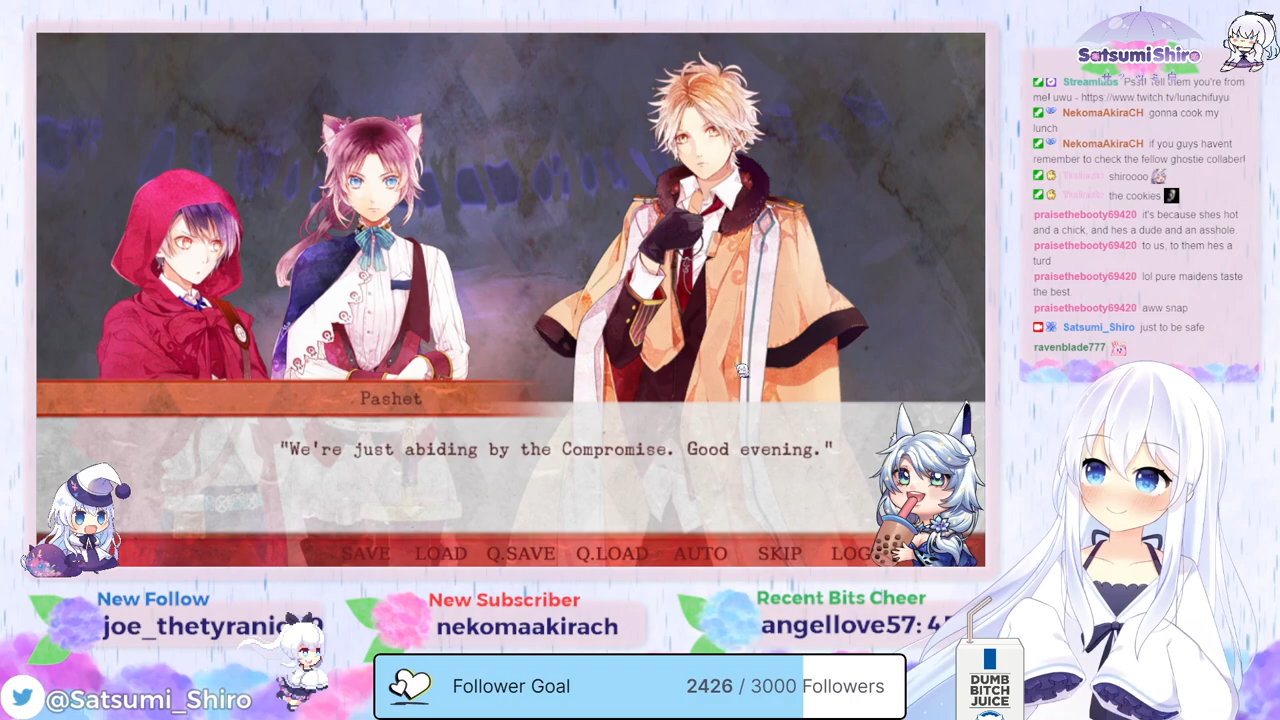 SatsumiShiro
Streamlabs Psst! Tell them you're from
me! uwu - https://www.twitch.tv/lunachifuyu
NekomaAkiraCH gonna cook my
lunch
NekomaAkiraCH if you guys havent
remember to check the fellow ghostie collaber!
shiroooo
the cookies
praisethebooty69420 it's because shes hot
and a chick, and hes a dude and an asshole.
praisethebooty69420 to us, to them hes a
turd
praisethebooty69420 lol pure maidens taste
the best.
praisethebooty69420 aww snap
Satsumi_Shiro just to be safe
ravenblade777
Pashet
"We're just abiding by the Compromise. Good evening."
SAVE LOAD Q.SAVE Q.LOAD AUTO SKIP LOG
New Follow
joe_thetyranic
New Subscriber
nekomaakirach
Recent Bits Cheer
angellove57: 4
Follower Goal 2426 / 3000 Followers
@Satsumi_Shiro
DUMB
BITCH
JUICE